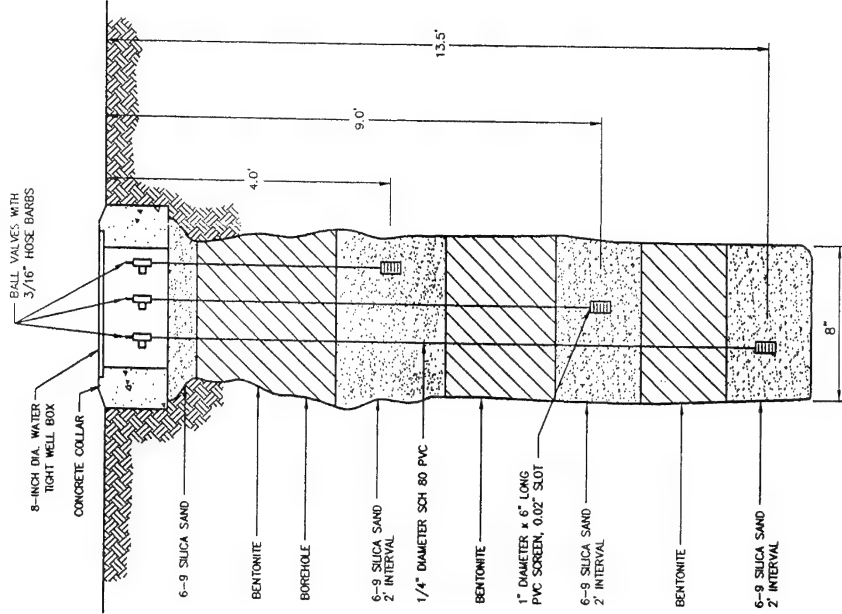 BALL VALVES WITH
3/16" HOSE BARBS
8-INCH DIA. WATER
TIGHT WELL BOX
CONCRETE COLLAR
6-9 SILICA SAND
BENTONITE
BOREHOLE
6-9 SILICA SAND
2' INTERVAL
1/4" DIAMETER SCH 80 PVC
BENTONITE
1" DIAMETER x 6" LONG
PVC SCREEN, 0.02" SLOT
6-9 SILICA SAND
2' INTERVAL
BENTONITE
6-9 SILICA SAND
2' INTERVAL
4.0'
9.0'
13.5'
8"